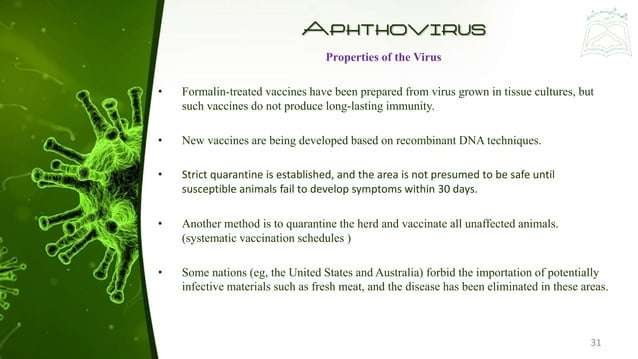 APHTHOVIRUS
Properties of the Virus
• Formalin-treated vaccines have been prepared from virus grown in tissue cultures, but
such vaccines do not produce long-lasting immunity.
• New vaccines are being developed based on recombinant DNA techniques.
• Strict quarantine is established, and the area is not presumed to be safe until
susceptible animals fail to develop symptoms within 30 days.
• Another method is to quarantine the herd and vaccinate all unaffected animals.
(systematic vaccination schedules )
• Some nations (eg, the United States and Australia) forbid the importation of potentially
infective materials such as fresh meat, and the disease has been eliminated in these areas.
31